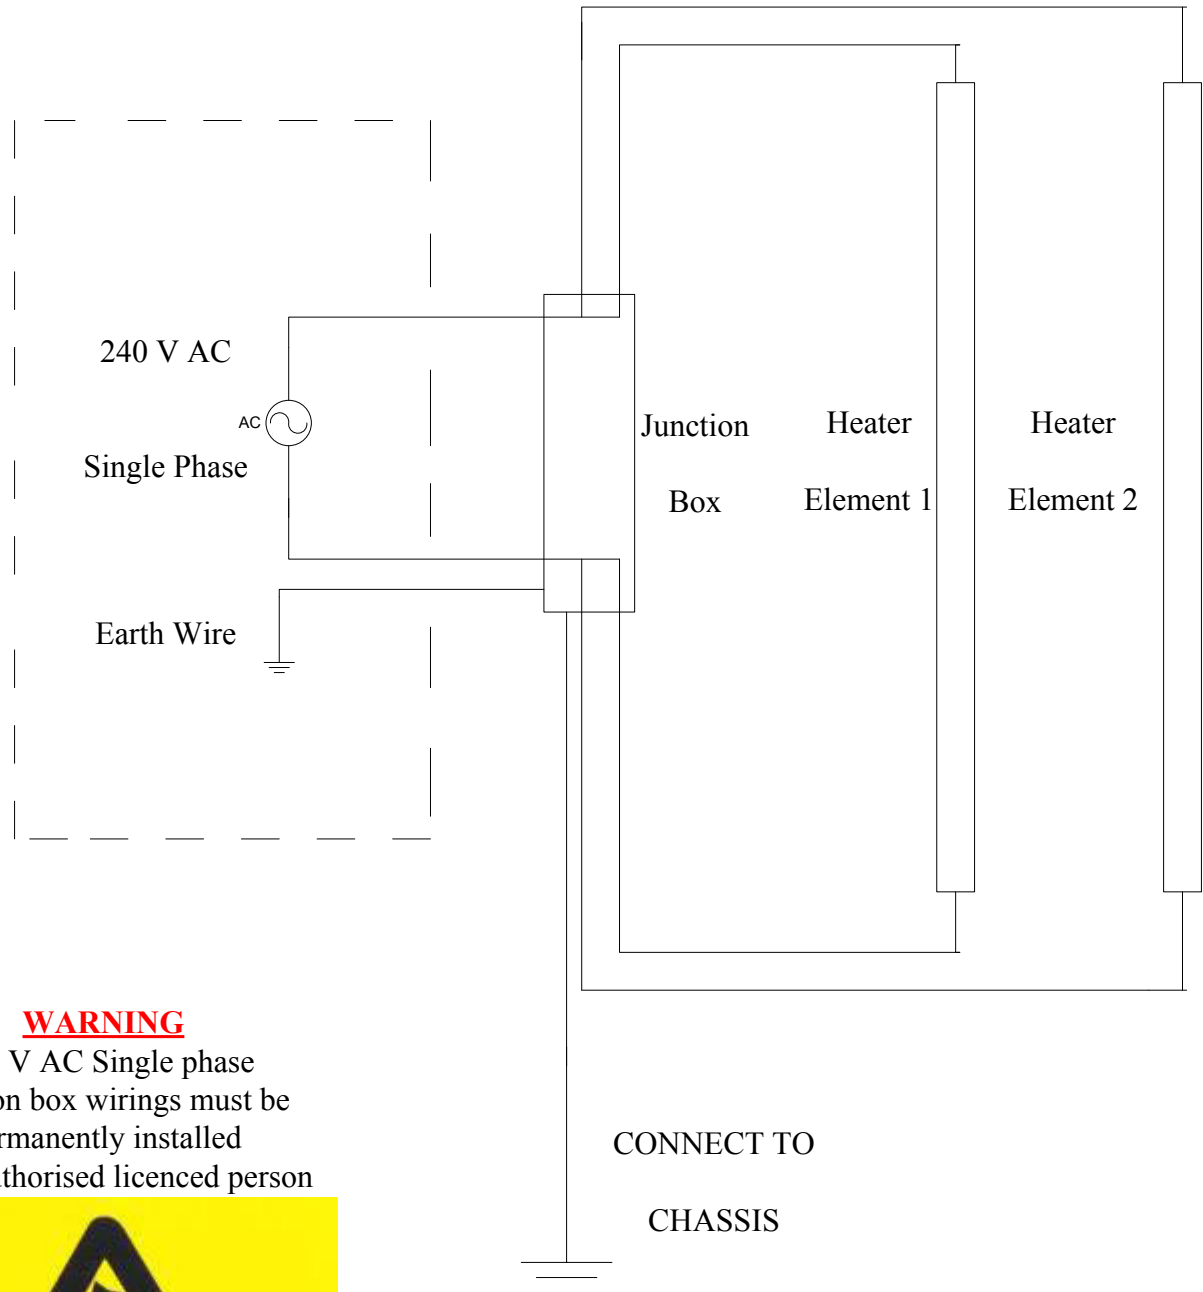 240 V AC
AC
Single Phase
Earth Wire
Junction
Box
Heater
Element 1
Heater
Element 2
WARNING
V AC Single phase
on box wirings must be
rmanently installed
thorised licenced person
CONNECT TO
CHASSIS